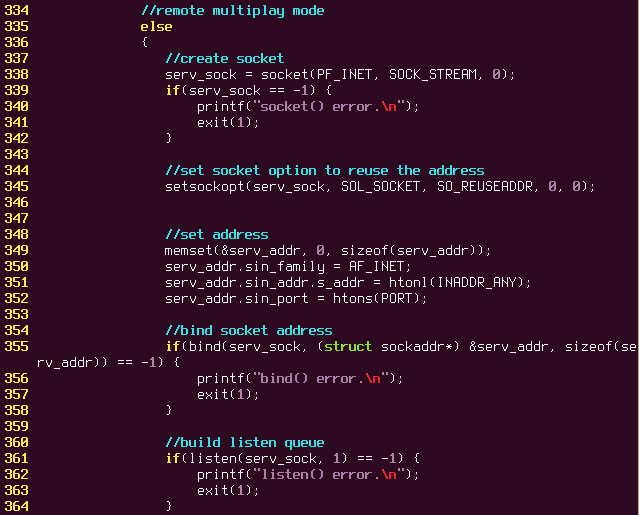 334 //remote multiplay mode
335 else
336 {
337 //create socket
338 serv_sock = socket(PF_INET, SOCK_STREAM, 0);
339 if(serv_sock == -1) {
340 printf("socket() error.\n");
341 exit(1);
342 }
343
344 //set socket option to reuse the address
345 setsockopt(serv_sock, SOL_SOCKET, SO_REUSEADDR, 0, 0);
346
347
348 //set address
349 memset(&serv_addr, 0, sizeof(serv_addr));
350 serv_addr.sin_family = AF_INET;
351 serv_addr.sin_addr.s_addr = htonl(INADDR_ANY);
352 serv_addr.sin_port = htons(PORT);
353
354 //bind socket address
355 if(bind(serv_sock, (struct sockaddr*) &serv_addr, sizeof(se
rv_addr)) == -1) {
356 printf("bind() error.\n");
357 exit(1);
358 }
359
360 //build listen queue
361 if(listen(serv_sock, 1) == -1) {
362 printf("listen() error.\n");
363 exit(1);
364 }